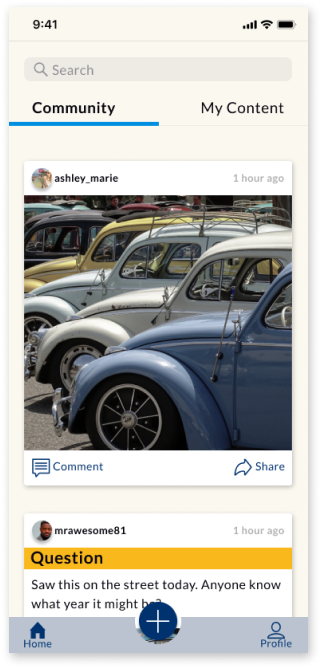 9:41
Search
Community My Content
ashley_marie 1 hour ago
Comment Share
mrawesome81 1 hour ago
Question
Saw this on the street today. Anyone know
what year it might be?
Home Profile